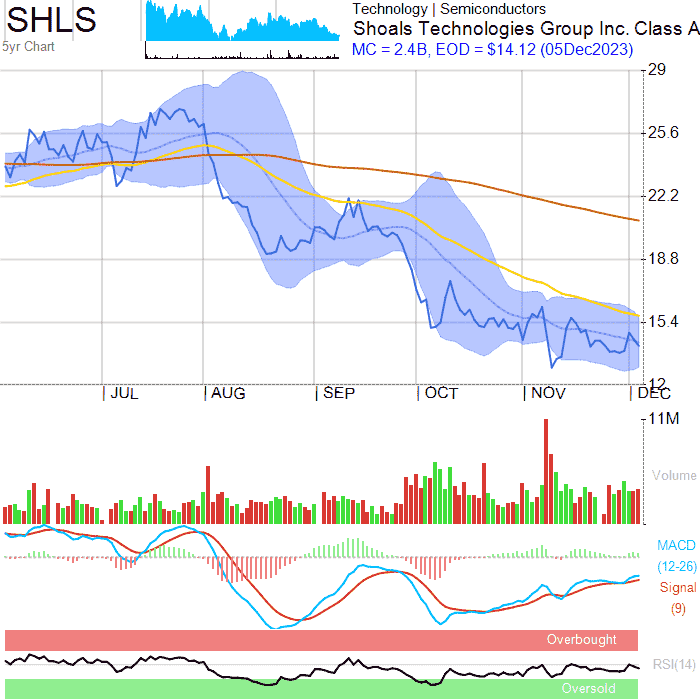 SHLS
5yr Chart
Technology | Semiconductors
Shoals Technologies Group Inc. Class A
MC = 2.4B, EOD = $14.12 (05Dec2023)
29
25.6
22.2
18.8
15.4
12
JUL AUG SEP OCT NOV DEC
11M
Volume
MACD
(12-26)
Signal
(9)
Overbought
RSI(14)
Oversold